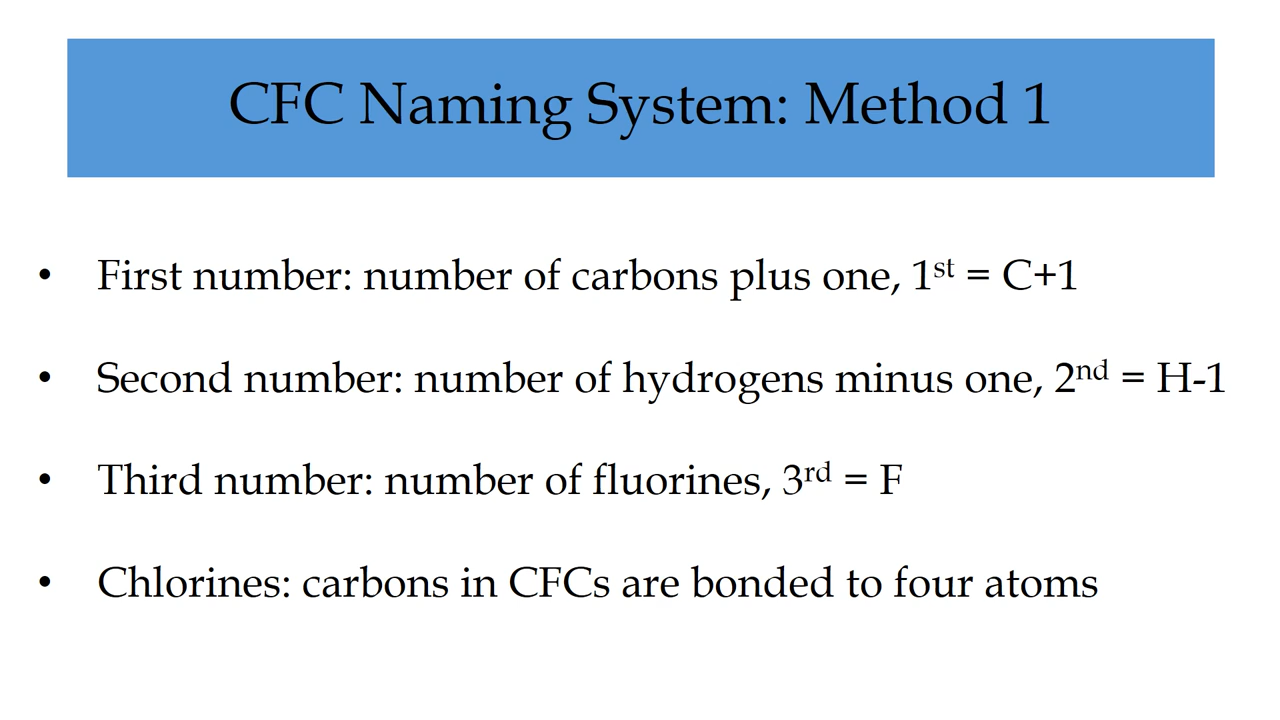 CFC Naming System: Method 1
• First number: number of carbons plus one, 1st = C+1
• Second number: number of hydrogens minus one, 2nd = H-1
• Third number: number of fluorines, 3rd = F
• Chlorines: carbons in CFCs are bonded to four atoms